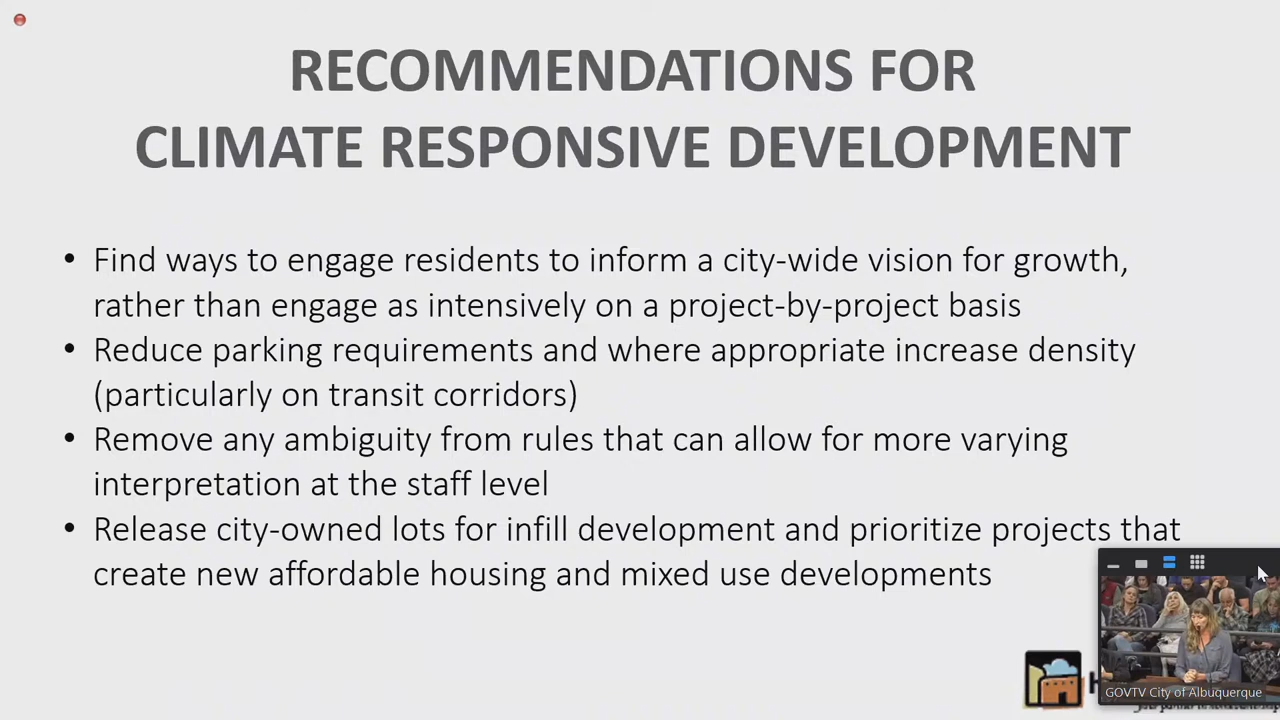 RECOMMENDATIONS FOR
CLIMATE RESPONSIVE DEVELOPMENT
• Find ways to engage residents to inform a city-wide vision for growth,
rather than engage as intensively on a project-by-project basis
• Reduce parking requirements and where appropriate increase density
(particularly on transit corridors)
• Remove any ambiguity from rules that can allow for more varying
interpretation at the staff level
• Release city-owned lots for infill development and prioritize projects that
create new affordable housing and mixed use developments
GOVTV City of Albuquerque